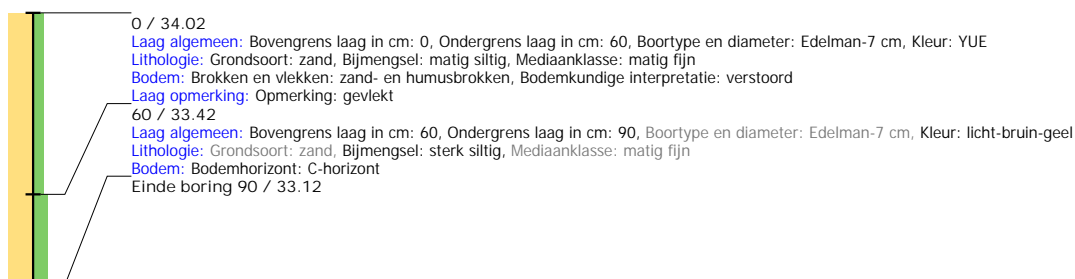 0 / 34.02
Laag algemeen: Bovengrens laag in cm: 0, Ondergrens laag in cm: 60, Boortype en diameter: Edelman-7 cm, Kleur: YUE
Lithologie: Grondsoort: zand, Bijmengsel: matig siltig, Mediaanklasse: matig fijn
Bodem: Brokken en vlekken: zand- en humusbrokken, Bodemkundige interpretatie: verstoord
Laag opmerking: Opmerking: gevlekt
60 / 33.42
Laag algemeen: Bovengrens laag in cm: 60, Ondergrens laag in cm: 90, Boortype en diameter: Edelman-7 cm, Kleur: licht-bruin-geel
Lithologie: Grondsoort: zand, Bijmengsel: sterk siltig, Mediaanklasse: matig fijn
Bodem: Bodemhorizont: C-horizont
Einde boring 90 / 33.12